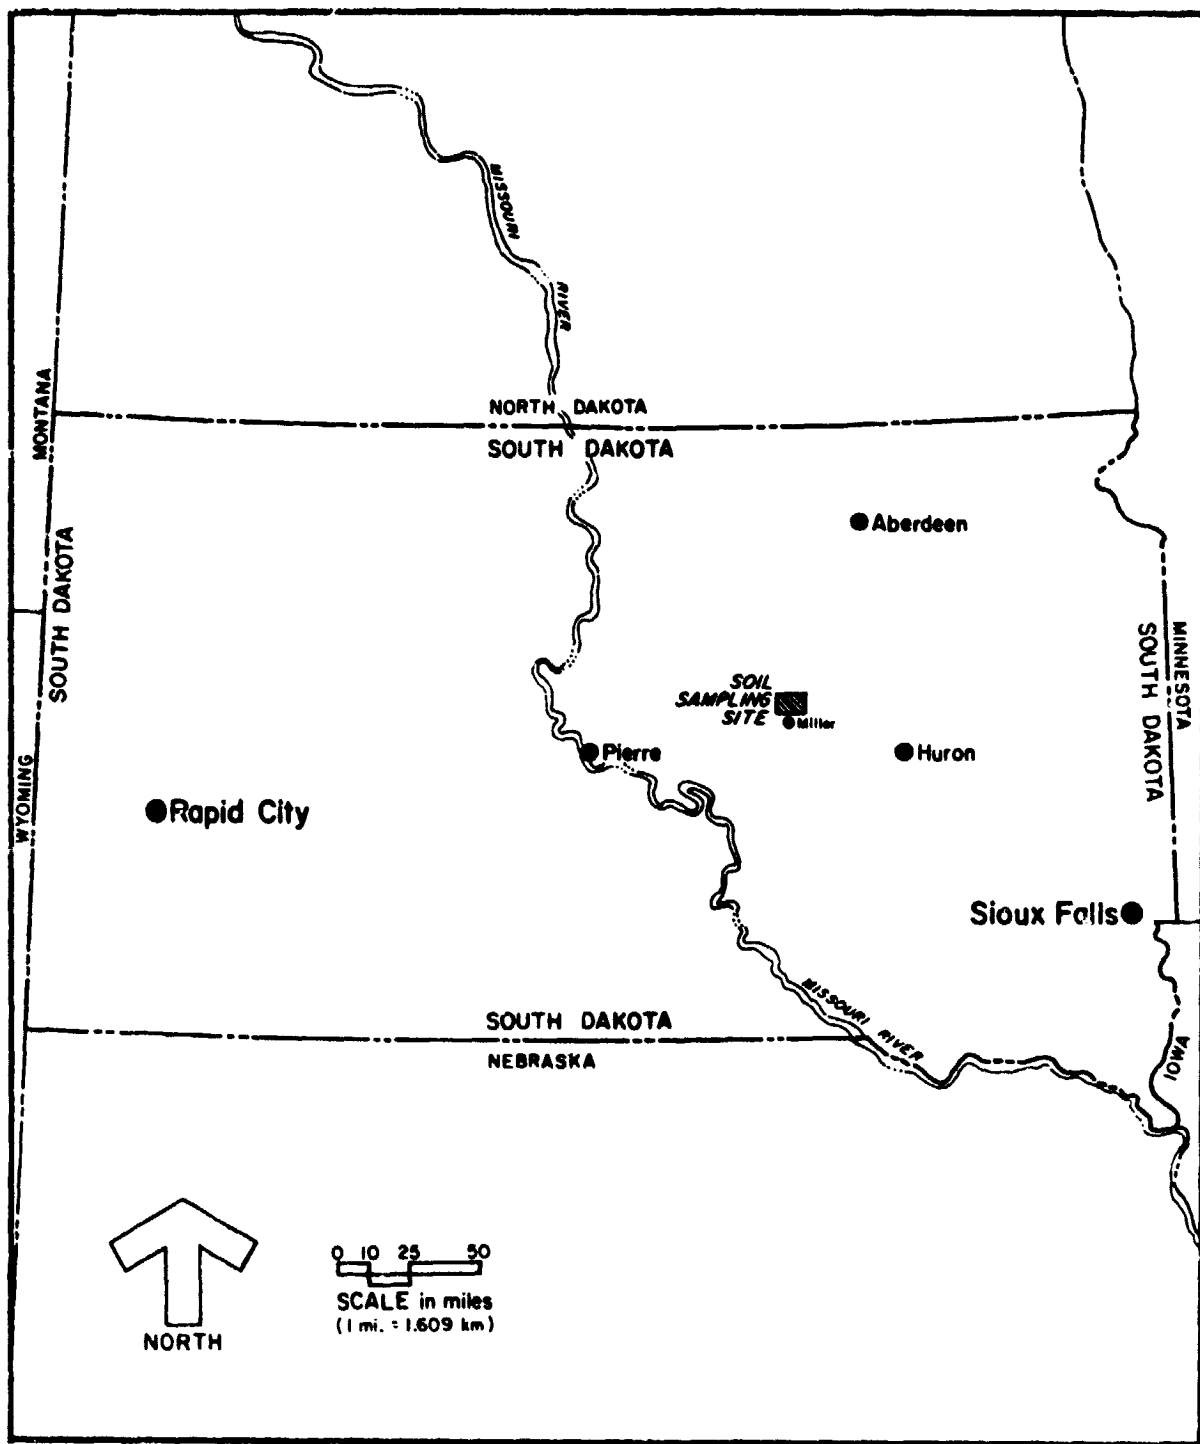 MISSOURI
RIVER
MONTANA
NORTH DAKOTA
SOUTH DAKOTA
Aberdeen
SOUTH DAKOTA
MINNESOTA
SOUTH DAKOTA
SOIL
SAMPLING
SITE
Miller
Pierre
Huron
WYOMING
Rapid City
Sioux Falls
MISSOURI RIVER
SOUTH DAKOTA
NEBRASKA
IOWA
0 10 25 50
SCALE in miles
(1 mi. = 1.609 km)
NORTH